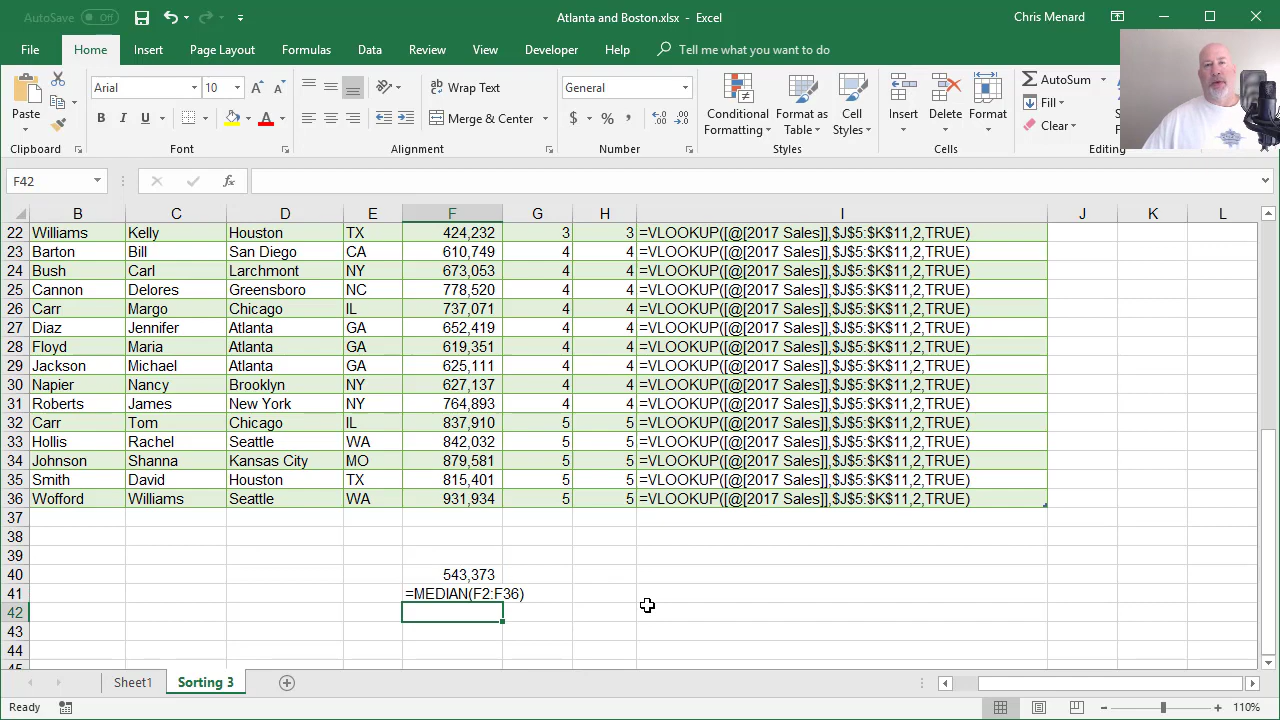 AutoSave Off
Atlanta and Boston.xlsx - Excel
Chris Menard
File Home Insert Page Layout Formulas Data Review View Developer Help Tell me what you want to do
Paste
Arial 10
B I U A
Wrap Text
Merge & Center
General
$ % ,
Conditional Formatting
Format as Table
Cell Styles
Insert Delete Format
AutoSum
Fill
Clear
Clipboard Font Alignment Number Styles Cells Editing
F42 fx
B C D E F G H I J K L
22 Williams Kelly Houston TX 424,232 3 3 =VLOOKUP([@[2017 Sales]],$J$5:$K$11,2,TRUE)
23 Barton Bill San Diego CA 610,749 4 4 =VLOOKUP([@[2017 Sales]],$J$5:$K$11,2,TRUE)
24 Bush Carl Larchmont NY 673,053 4 4 =VLOOKUP([@[2017 Sales]],$J$5:$K$11,2,TRUE)
25 Cannon Delores Greensboro NC 778,520 4 4 =VLOOKUP([@[2017 Sales]],$J$5:$K$11,2,TRUE)
26 Carr Margo Chicago IL 737,071 4 4 =VLOOKUP([@[2017 Sales]],$J$5:$K$11,2,TRUE)
27 Diaz Jennifer Atlanta GA 652,419 4 4 =VLOOKUP([@[2017 Sales]],$J$5:$K$11,2,TRUE)
28 Floyd Maria Atlanta GA 619,351 4 4 =VLOOKUP([@[2017 Sales]],$J$5:$K$11,2,TRUE)
29 Jackson Michael Atlanta GA 625,111 4 4 =VLOOKUP([@[2017 Sales]],$J$5:$K$11,2,TRUE)
30 Napier Nancy Brooklyn NY 627,137 4 4 =VLOOKUP([@[2017 Sales]],$J$5:$K$11,2,TRUE)
31 Roberts James New York NY 764,893 4 4 =VLOOKUP([@[2017 Sales]],$J$5:$K$11,2,TRUE)
32 Carr Tom Chicago IL 837,910 5 5 =VLOOKUP([@[2017 Sales]],$J$5:$K$11,2,TRUE)
33 Hollis Rachel Seattle WA 842,032 5 5 =VLOOKUP([@[2017 Sales]],$J$5:$K$11,2,TRUE)
34 Johnson Shanna Kansas City MO 879,581 5 5 =VLOOKUP([@[2017 Sales]],$J$5:$K$11,2,TRUE)
35 Smith David Houston TX 815,401 5 5 =VLOOKUP([@[2017 Sales]],$J$5:$K$11,2,TRUE)
36 Wofford Williams Seattle WA 931,934 5 5 =VLOOKUP([@[2017 Sales]],$J$5:$K$11,2,TRUE)
37
38
39
40 543,373
41 =MEDIAN(F2:F36)
42
43
44
45
Sheet1 Sorting 3
Ready 110%